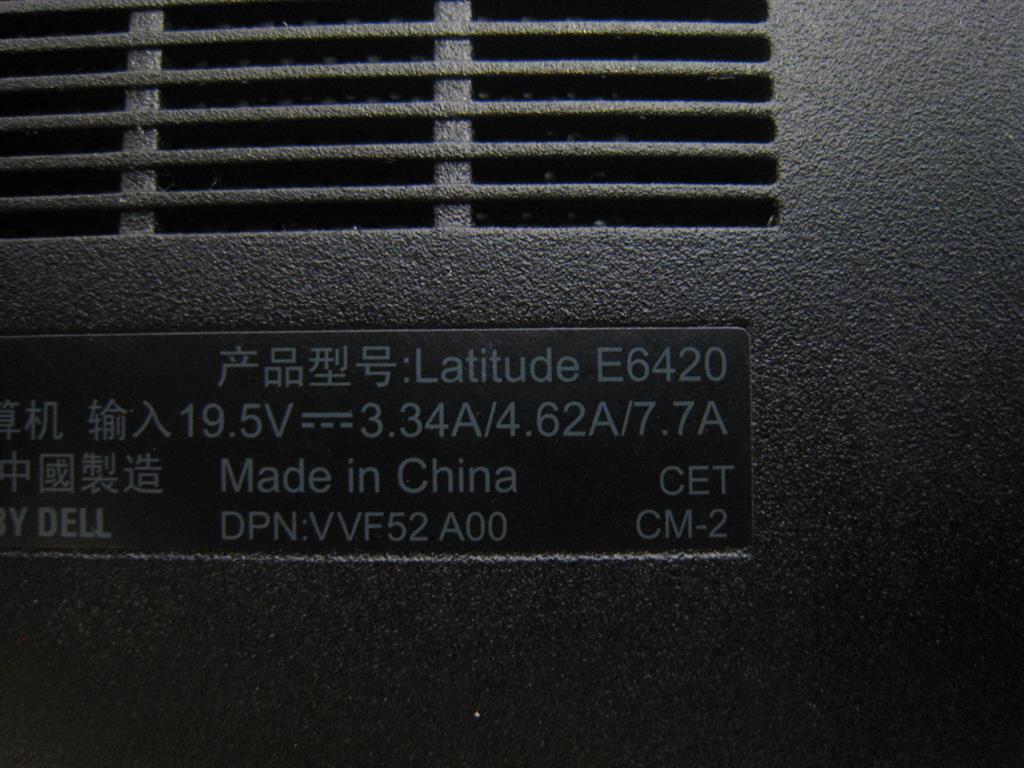 产品型号:Latitude E6420
算机 输入19.5V⎓3.34A/4.62A/7.7A
中國製造 Made in China CET
BY DELL DPN:VVF52 A00 CM-2